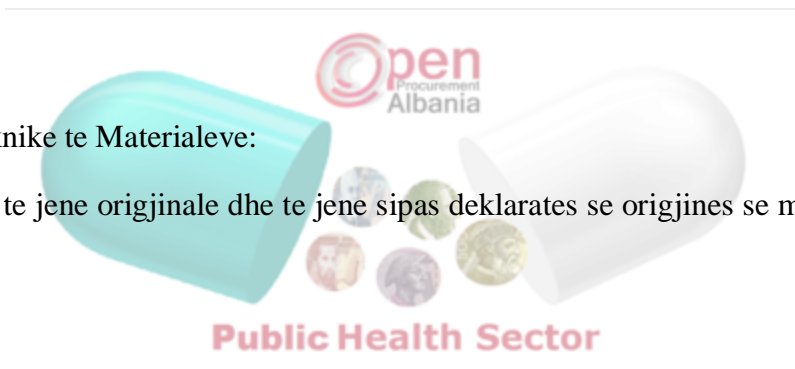 Open
Procurement
Albania
nike te Materialeve:
te jene origjinale dhe te jene sipas deklarates se origjines se m
Public Health Sector